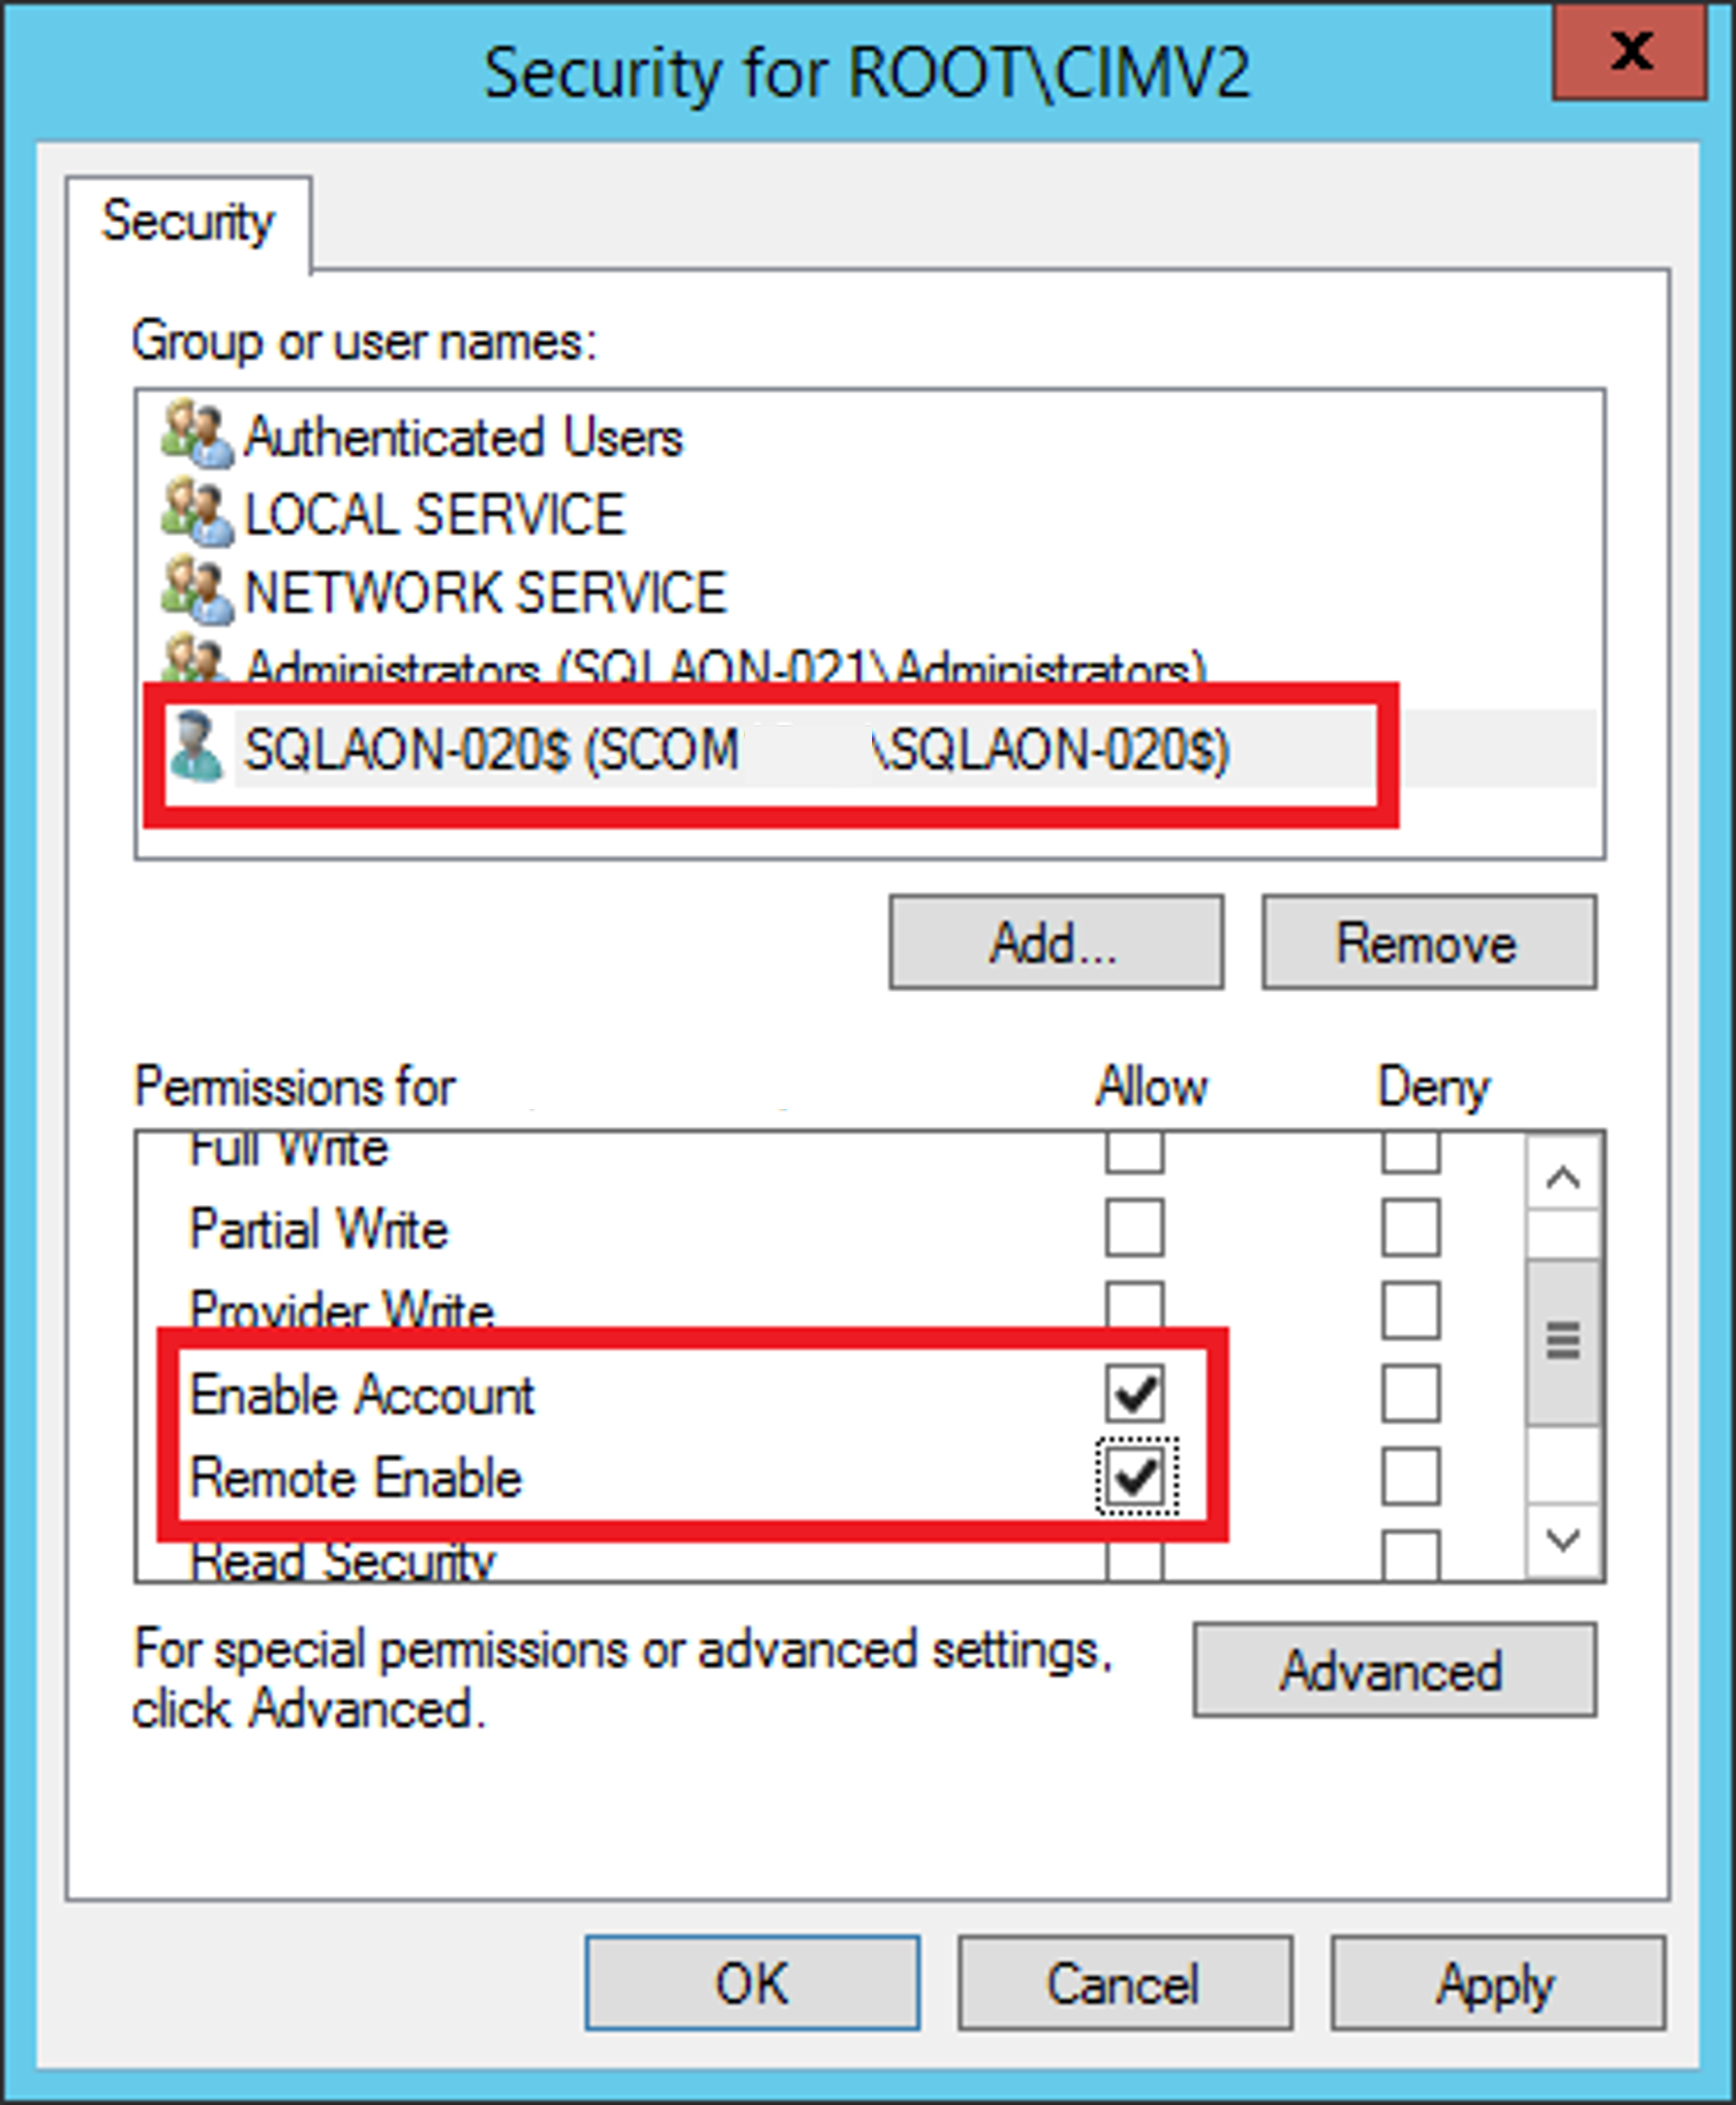 Security for ROOT\CIMV2
x
Security
Group or user names:
Authenticated Users
LOCAL SERVICE
NETWORK SERVICE
Administrators (SQLAON-021\Administrators)
SQLAON-020$ (SCOM \SQLAON-020$)
Add... Remove
Permissions for Allow Deny
Full Write
Partial Write
Provider Write
Enable Account
Remote Enable
Read Security
For special permissions or advanced settings,
click Advanced.
Advanced
OK Cancel Apply